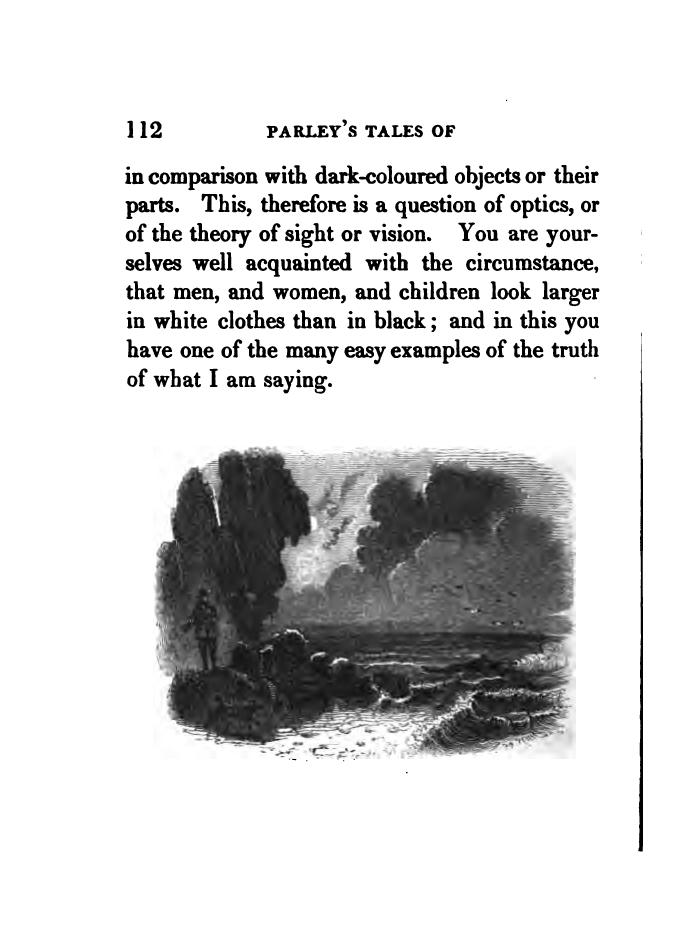 112 PARLEY'S TALES OF
in comparison with dark-coloured objects or their
parts. This, therefore is a question of optics, or
of the theory of sight or vision. You are your-
selves well acquainted with the circumstance,
that men, and women, and children look larger
in white clothes than in black; and in this you
have one of the many easy examples of the truth
of what I am saying.